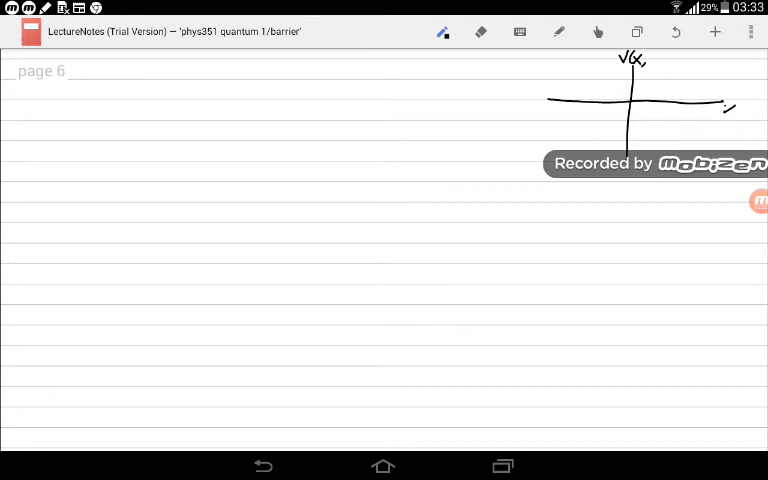 29% 03:33
LectureNotes (Trial Version) — 'phys351 quantum 1/barrier'
page 6
V(x)
Recorded by mobizen